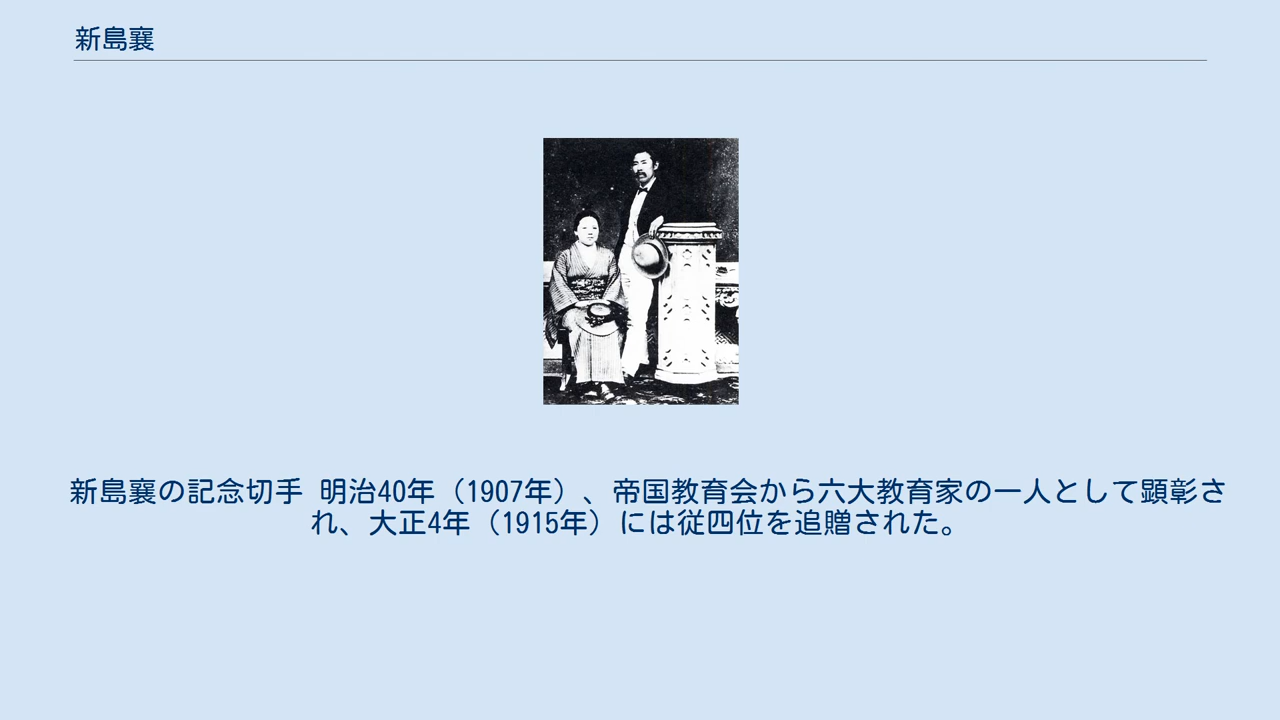 新島襄
新島襄の記念切手 明治40年（1907年）、帝国教育会から六大教育家の一人として顕彰さ
れ、大正4年（1915年）には従四位を追贈された。